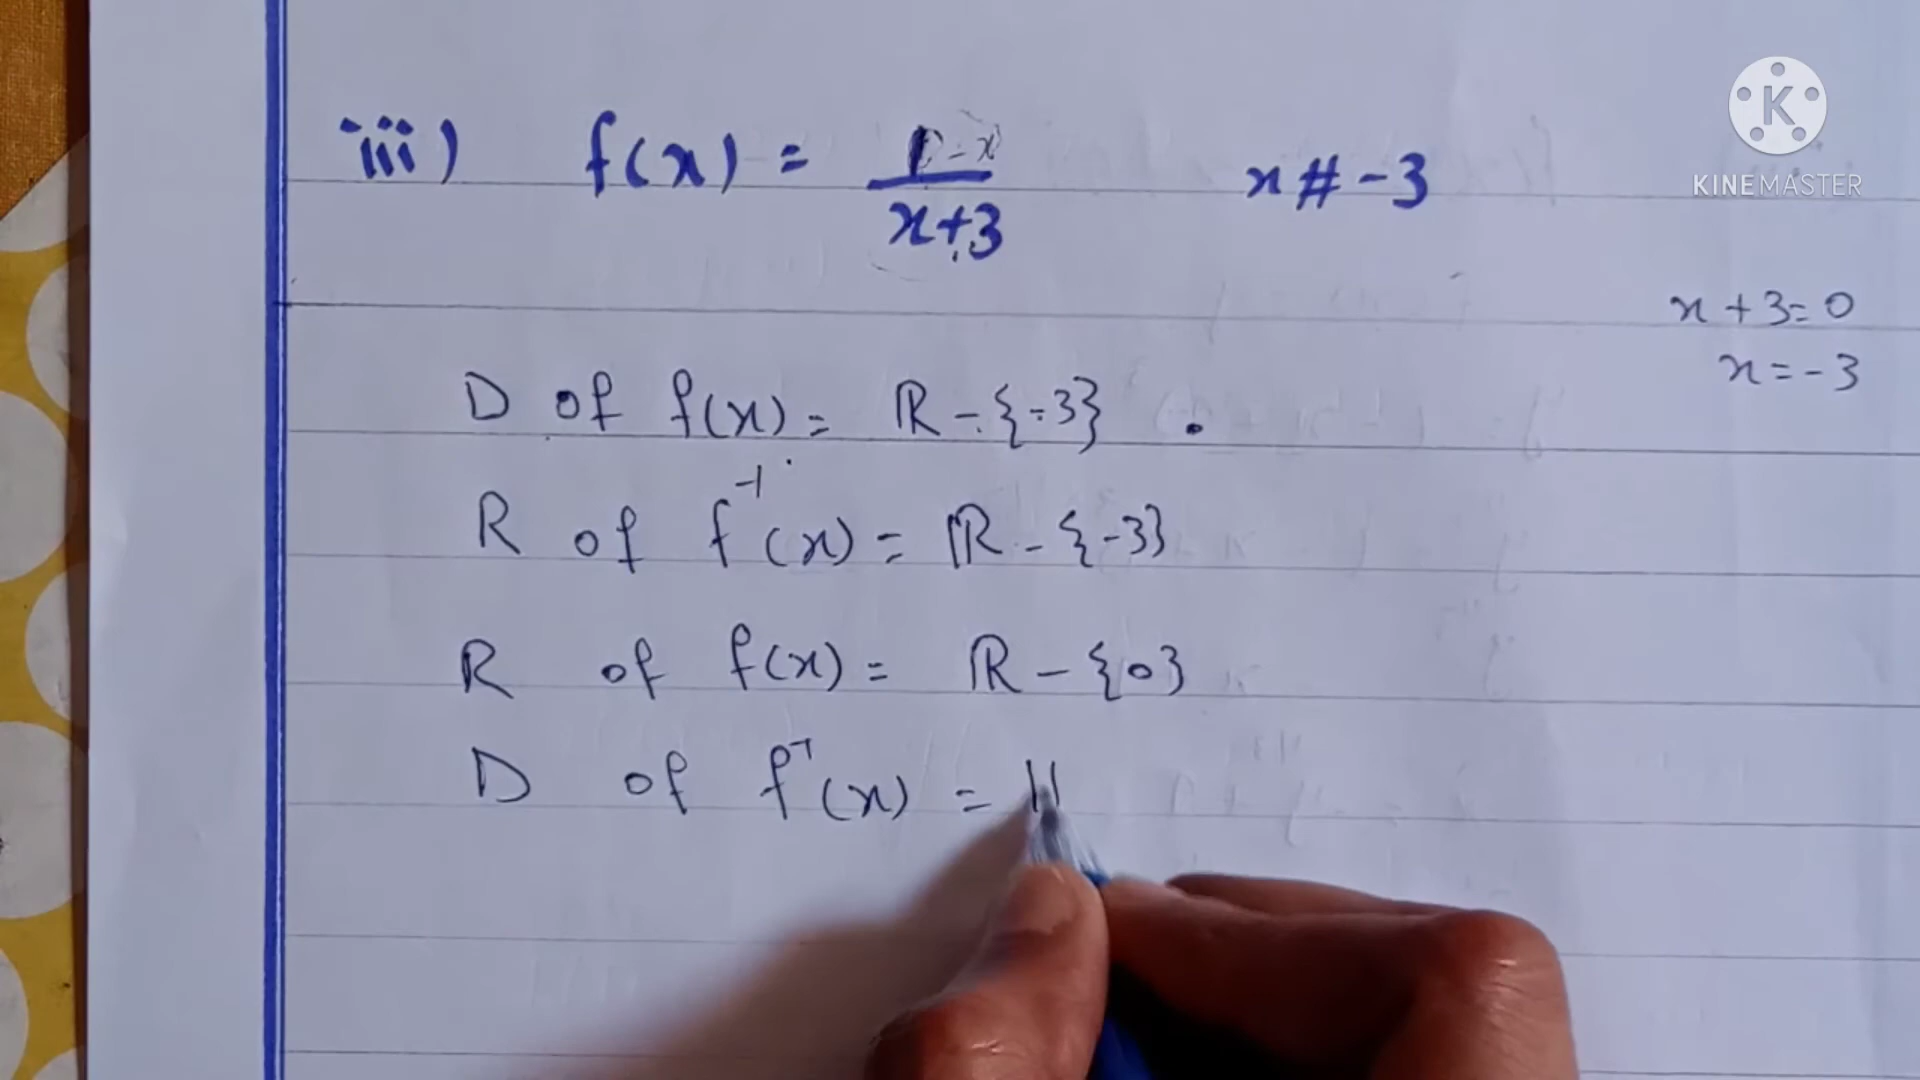 iii) f(x) = 1/x+3 x # -3
KINEMASTER
x + 3 = 0
x = -3
D of f(x) = ℝ - {-3}
R of f⁻¹(x) = ℝ - {-3}
R of f(x) = ℝ - {0}
D of f⁻¹(x) =